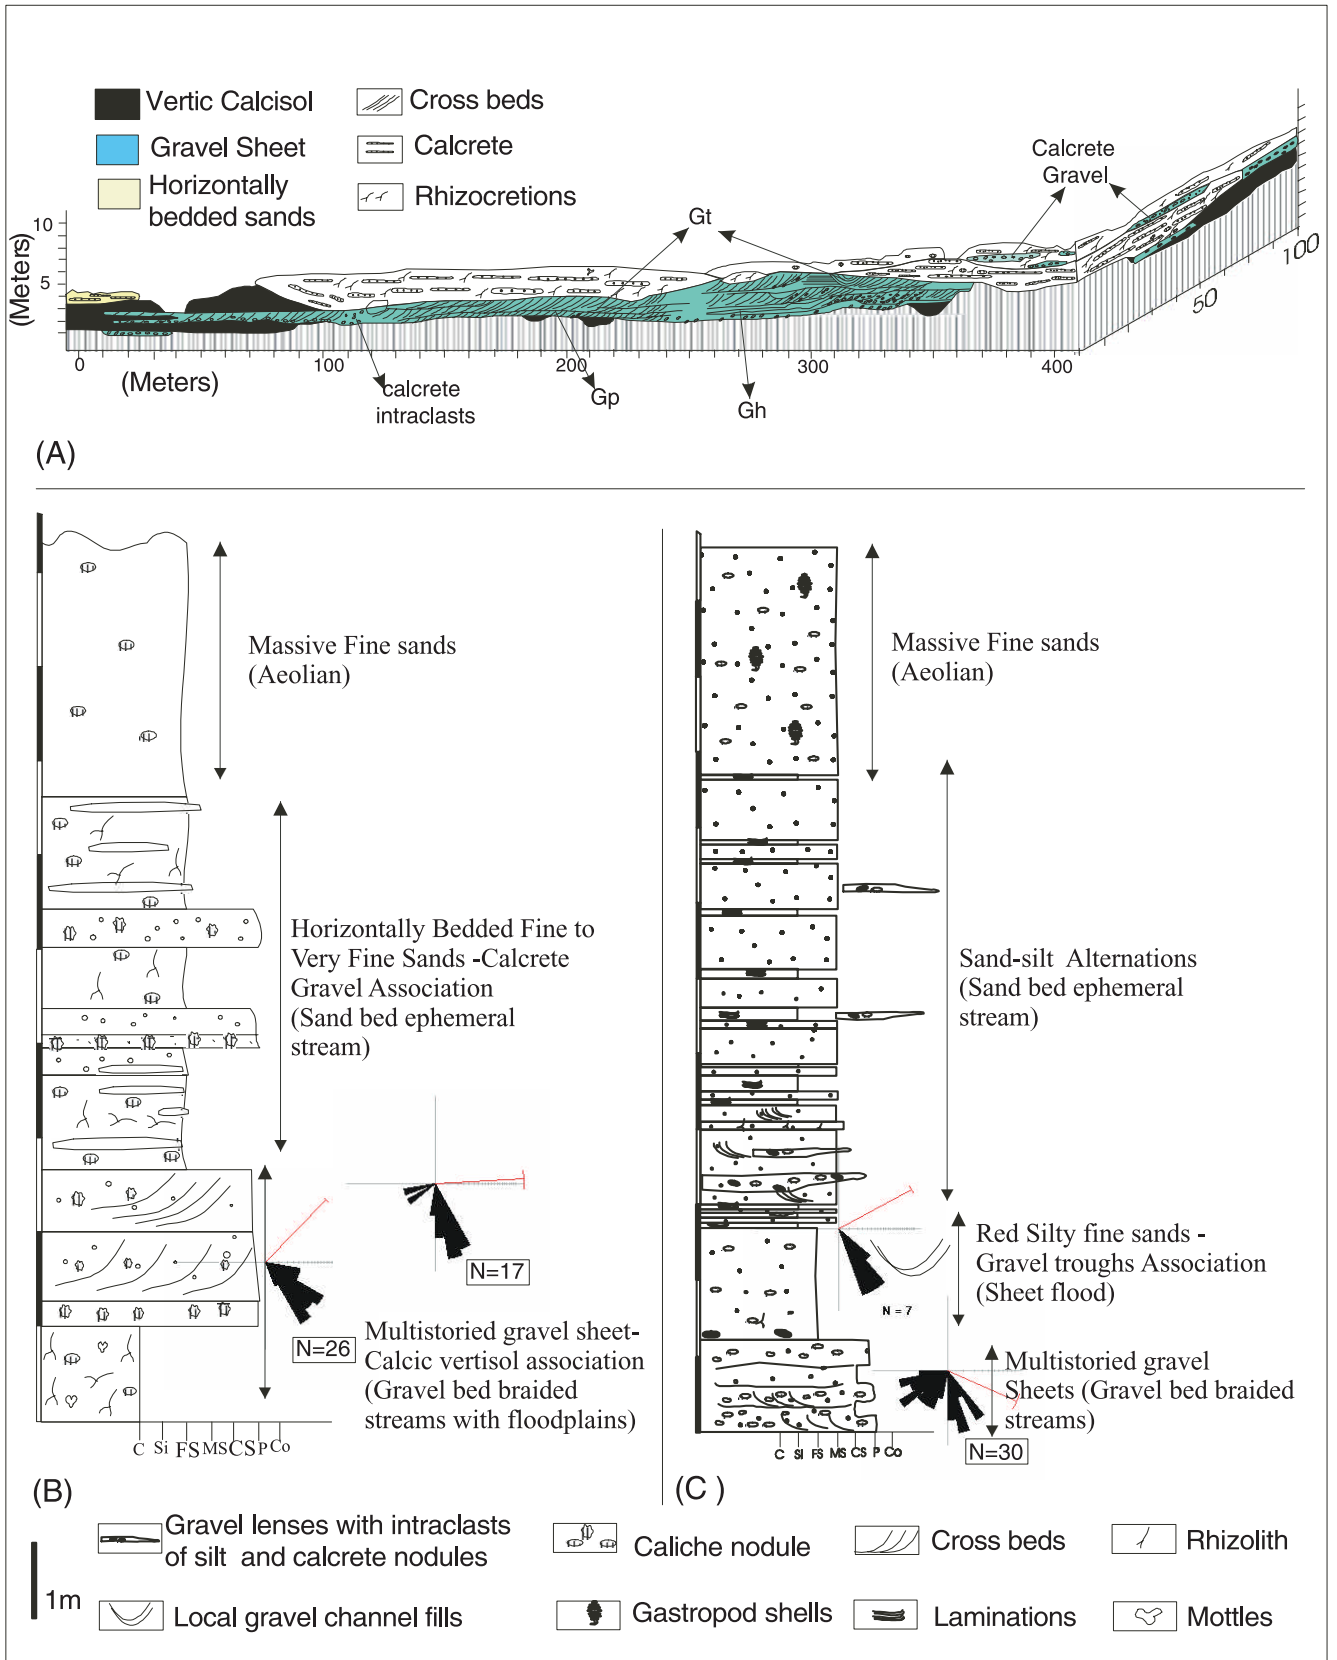 Vertic Calcisol
Cross beds
Gravel Sheet
Calcrete
Horizontally
bedded sands
Rhizocretions
Calcrete
Gravel
Gt
10
5
(Meters)
0
100
200
300
400
50
100
(Meters)
calcrete
intraclasts
Gp
Gh
(A)
Massive Fine sands
(Aeolian)
Horizontally Bedded Fine to
Very Fine Sands -Calcrete
Gravel Association
(Sand bed ephemeral
stream)
N=17
N=26
Multistoried gravel sheet-
Calcic vertisol association
(Gravel bed braided
streams with floodplains)
C Si FS MS CS P Co
(B)
Massive Fine sands
(Aeolian)
Sand-silt Alternations
(Sand bed ephemeral
stream)
Red Silty fine sands -
Gravel troughs Association
(Sheet flood)
N = 7
Multistoried gravel
Sheets (Gravel bed braided
streams)
N=30
C SI FS MS CS P CO
(C )
Gravel lenses with intraclasts
of silt and calcrete nodules
Caliche nodule
Cross beds
Rhizolith
1m
Local gravel channel fills
Gastropod shells
Laminations
Mottles